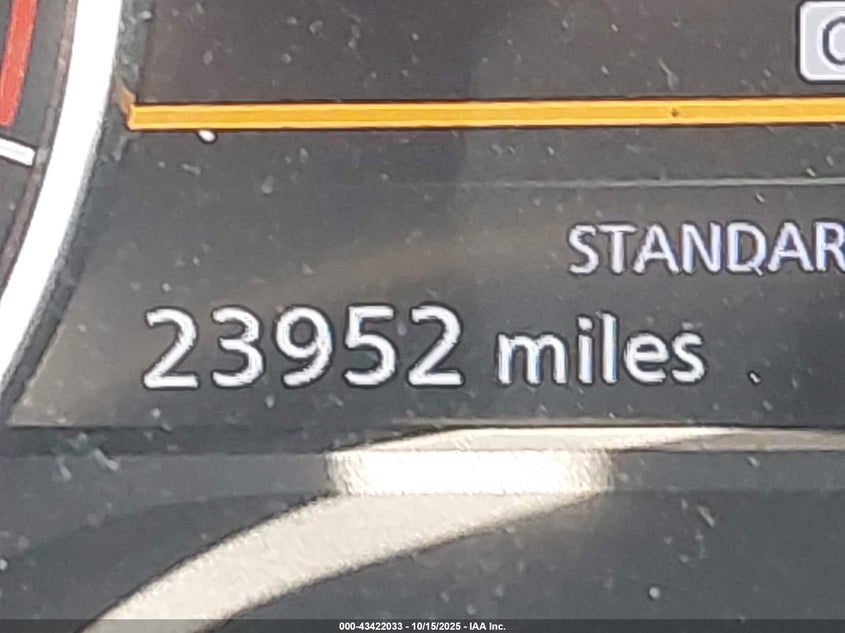 STANDAR
23952 miles
000-43422033 - 10/15/2025 - IAA Inc.